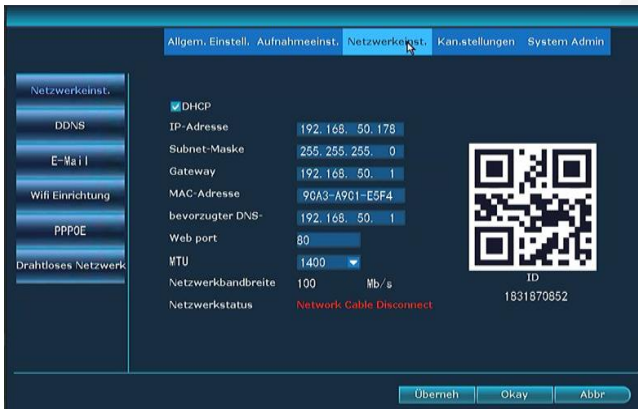 Allgem. Einstell. Aufnahmeeinst. Netzwerkeinst. Kan.stellungen System Admin
Netzwerkeinst.
DDNS
E-Mail
Wifi Einrichtung
PPPOE
Drahtloses Netzwerk
DHCP
IP-Adresse 192.168. 50.178
Subnet-Maske 255.255.255. 0
Gateway 192.168. 50. 1
MAC-Adresse 90A3-A901-E5F4
bevorzugter DNS- 192.168. 50. 1
Web port 80
MTU 1400
Netzwerkbandbreite 100 Mb/s
Netzwerkstatus Network Cable Disconnect
ID
1831870852
Überneh Okay Abbr